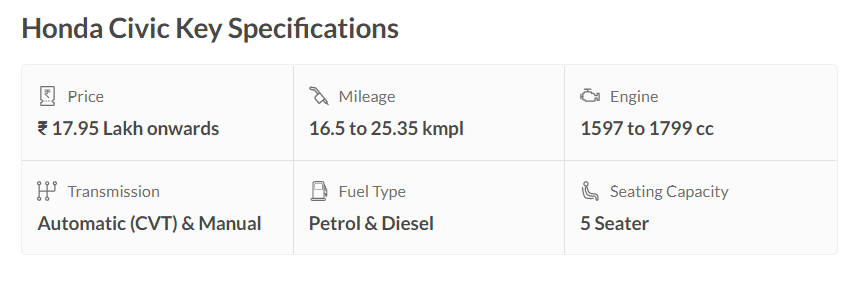 Honda Civic Key Specifications
Price
₹ 17.95 Lakh onwards
Mileage
16.5 to 25.35 kmpl
Engine
1597 to 1799 cc
Transmission
Automatic (CVT) & Manual
Fuel Type
Petrol & Diesel
Seating Capacity
5 Seater